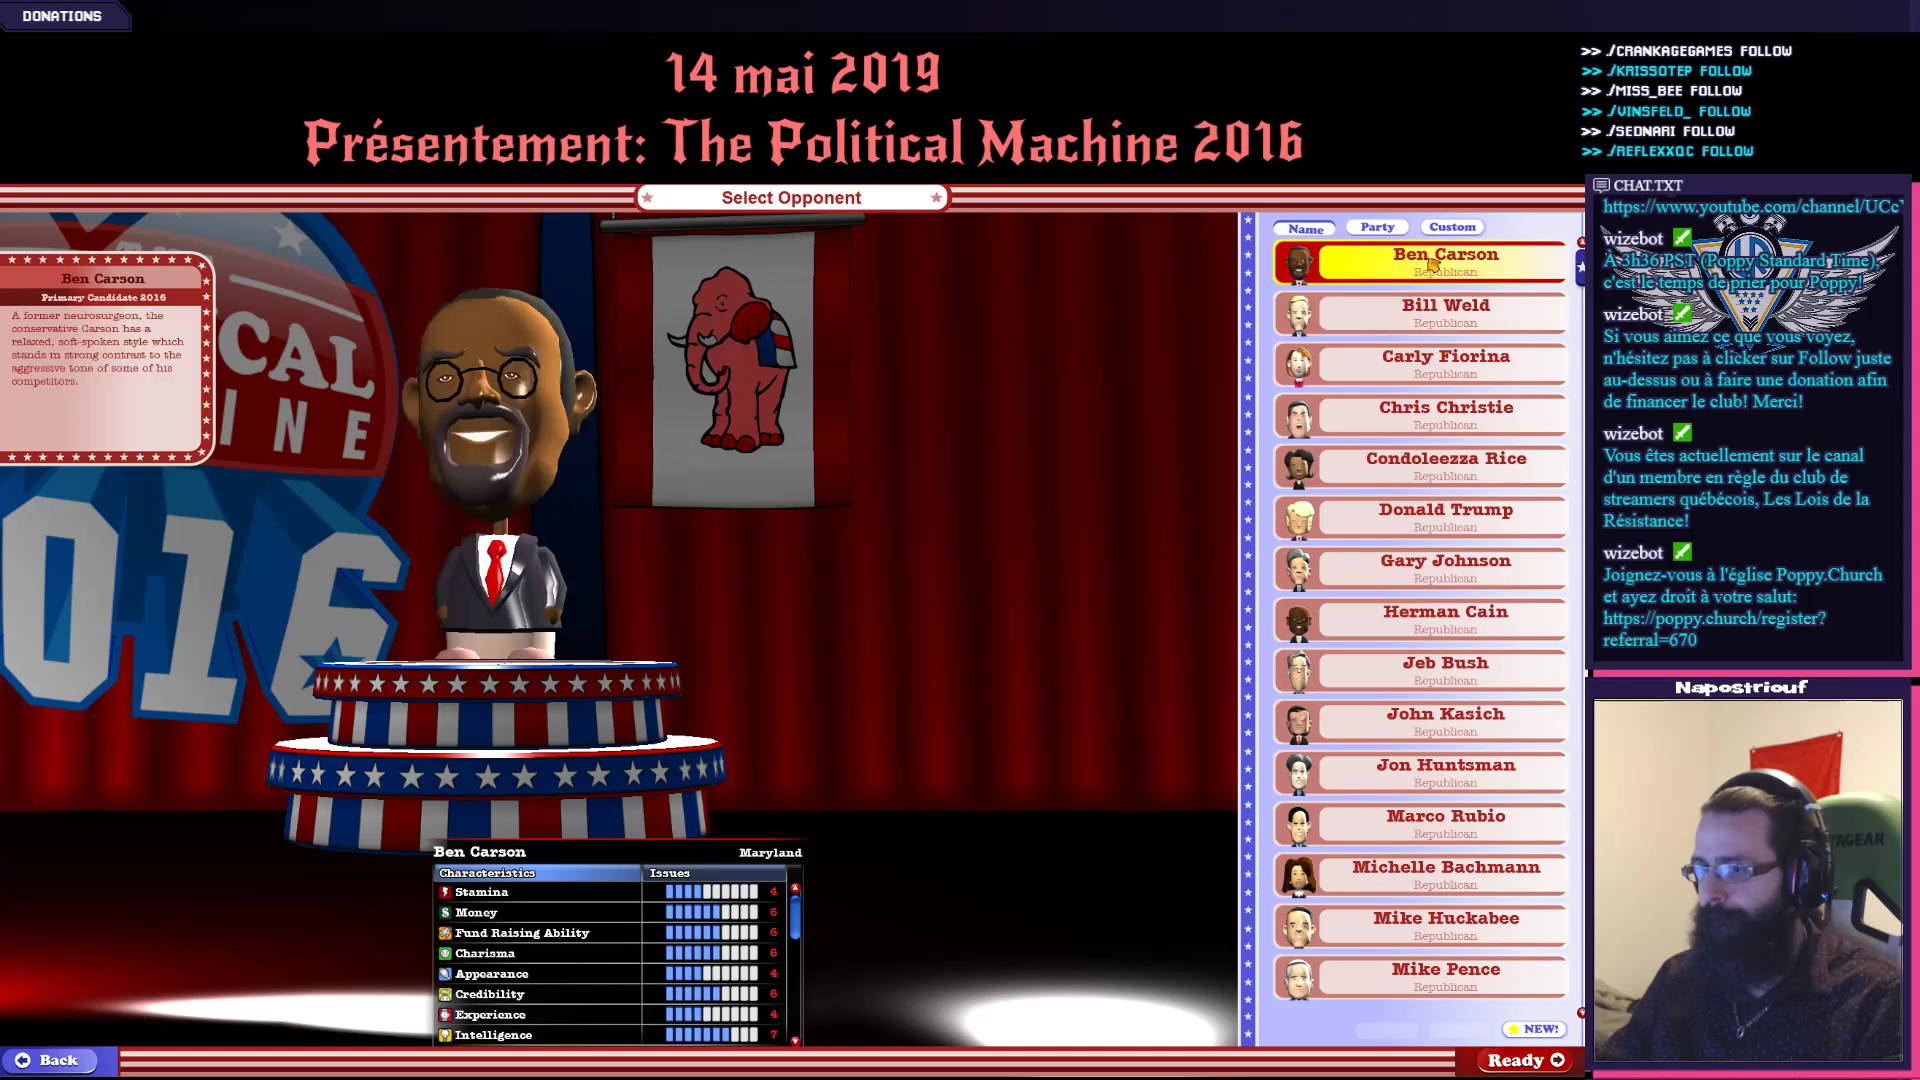 DONATIONS
14 mai 2019
Présentement: The Political Machine 2016
>> ./CRANKAGEGAMES FOLLOW
>> ./KRISSOTEP FOLLOW
>> ./MISS_BEE FOLLOW
>> ./VINSFELD_ FOLLOW
>> ./SEDNARI FOLLOW
>> ./REFLEXXQC FOLLOW
Select Opponent
Ben Carson
Primary Candidate 2016
A former neurosurgeon, the
conservative Carson has a
relaxed, soft-spoken style which
stands in strong contrast to the
aggressive tone of some of his
competitors.
CAL
INE
016
Name Party Custom
Ben Carson
Republican
Bill Weld
Republican
Carly Fiorina
Republican
Chris Christie
Republican
Condoleezza Rice
Republican
Donald Trump
Republican
Gary Johnson
Republican
Herman Cain
Republican
Jeb Bush
Republican
John Kasich
Republican
Jon Huntsman
Republican
Marco Rubio
Republican
Michelle Bachmann
Republican
Mike Huckabee
Republican
Mike Pence
Republican
NEW!
Ben Carson Maryland
Characteristics Issues
Stamina 4
Money 6
Fund Raising Ability 6
Charisma 6
Appearance 4
Credibility 6
Experience 4
Intelligence 7
Back
Ready
CHAT.TXT
https://www.youtube.com/channel/UCc
wizebot
À 3h36 PST (Poppy Standard Time),
c'est le temps de prier pour Poppy!
wizebot
Si vous aimez ce que vous voyez,
n'hésitez pas à clicker sur Follow juste
au-dessus ou à faire une donation afin
de financer le club! Merci!
wizebot
Vous êtes actuellement sur le canal
d'un membre en règle du club de
streamers québécois, Les Lois de la
Résistance!
wizebot
Joignez-vous à l'église Poppy.Church
et ayez droit à votre salut:
https://poppy.church/register?
referral=670
Napostriouf